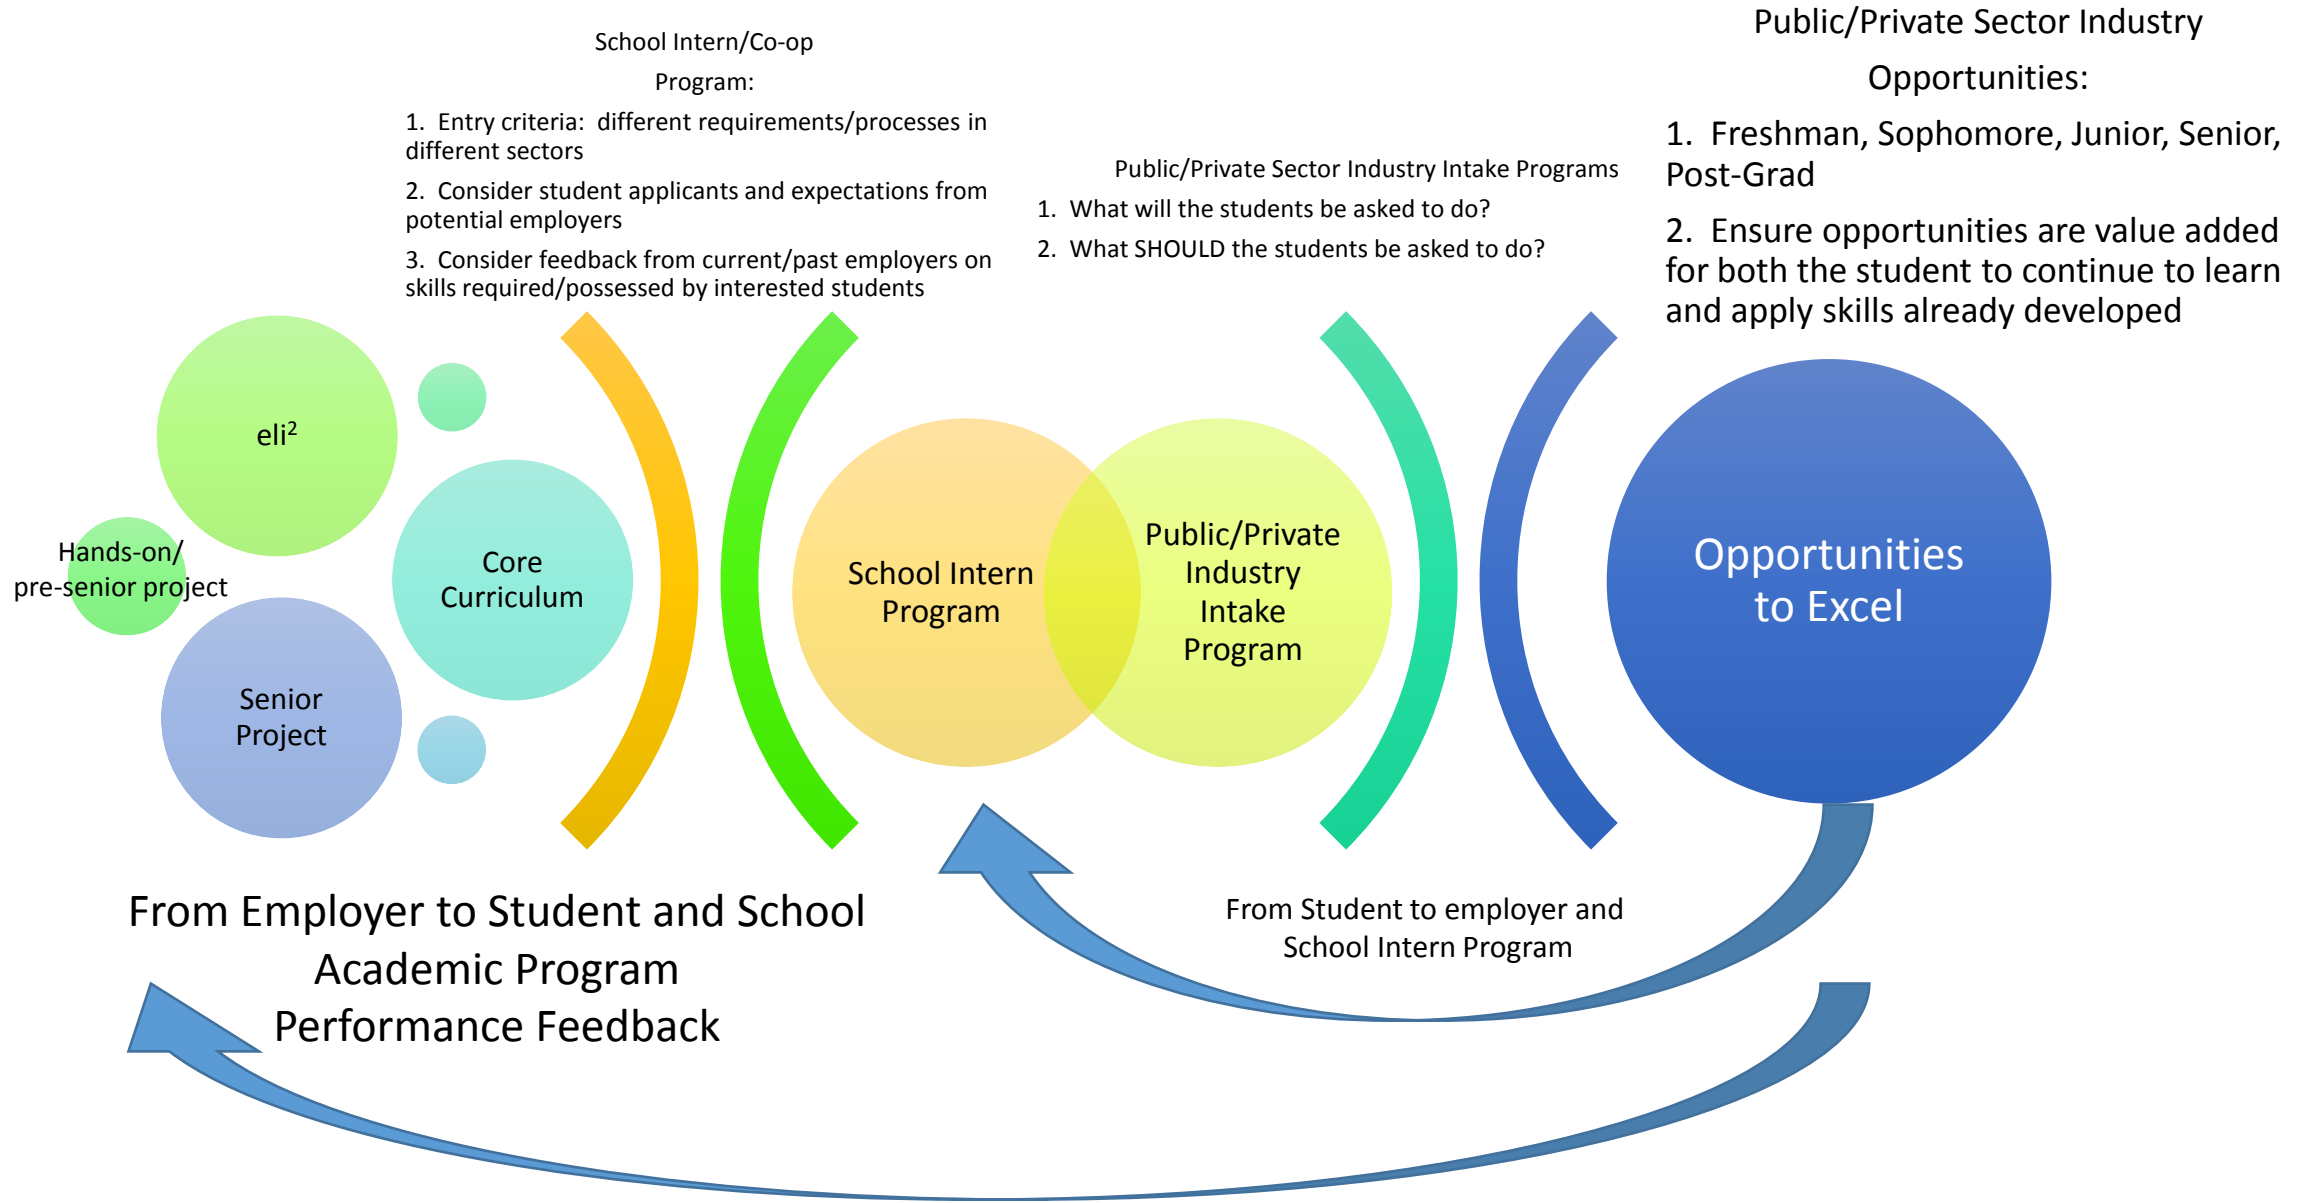 School Intern/Co-op
Program:
1. Entry criteria: different requirements/processes in
different sectors
2. Consider student applicants and expectations from
potential employers
3. Consider feedback from current/past employers on
skills required/possessed by interested students
Public/Private Sector Industry Intake Programs
1. What will the students be asked to do?
2. What SHOULD the students be asked to do?
Public/Private Sector Industry
Opportunities:
1. Freshman, Sophomore, Junior, Senior,
Post-Grad
2. Ensure opportunities are value added
for both the student to continue to learn
and apply skills already developed
eli²
Hands-on/
pre-senior project
Senior
Project
Core
Curriculum
School Intern
Program
Public/Private
Industry
Intake
Program
Opportunities
to Excel
From Employer to Student and School
Academic Program
Performance Feedback
From Student to employer and
School Intern Program